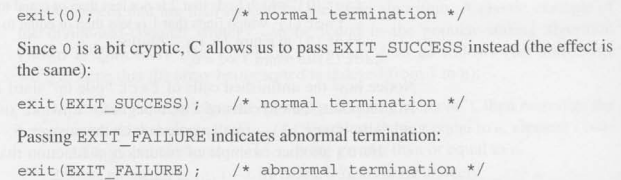 exit(0); /* normal termination */
Since 0 is a bit cryptic, C allows us to pass EXIT_SUCCESS instead (the effect is
the same):
exit(EXIT_SUCCESS); /* normal termination */
Passing EXIT_FAILURE indicates abnormal termination:
exit(EXIT_FAILURE); /* abnormal termination */